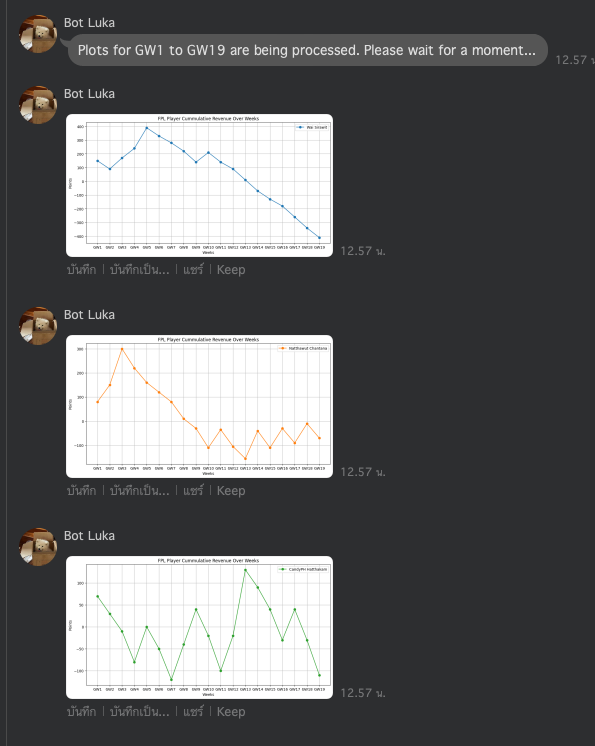 Bot Luka
Plots for GW1 to GW19 are being processed. Please wait for a moment...
12.57 น
Bot Luka
FPL Player Cummulative Revenue Over Weeks
War Smient
400
300
200
100
0
−100
−200
−300
−400
Points
GW1 GW2 GW3 GW4 GW5 GW6 GW7 GW8 GW9 GW10 GW11 GW12 GW13 GW14 GW15 GW16 GW17 GW18 GW19
Weeks
12.57 น.
บันทึก | บันทึกเป็น... | แชร์ | Keep
Bot Luka
FPL Player Cummulative Revenue Over Weeks
Natthawut Chantana
300
200
100
0
−100
Points
GW1 GW2 GW3 GW4 GW5 GW6 GW7 GW8 GW9 GW10 GW11 GW12 GW13 GW14 GW15 GW16 GW17 GW18 GW19
Weeks
12.57 น.
บันทึก | บันทึกเป็น... | แชร์ | Keep
Bot Luka
FPL Player Cummulative Revenue Over Weeks
CandyPH Hatthakarn
100
50
0
−50
−100
Points
GW1 GW2 GW3 GW4 GW5 GW6 GW7 GW8 GW9 GW10 GW11 GW12 GW13 GW14 GW15 GW16 GW17 GW18 GW19
Weeks
12.57 น.
บันทึก | บันทึกเป็น... | แชร์ | Keep